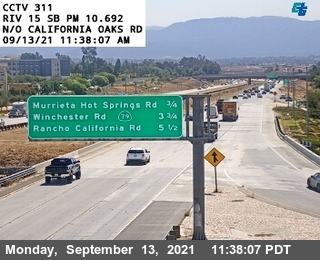 CCTV 311
RIV 15 SB PM 10.692
N/O CALIFORNIA OAKS RD
09/13/21 11:38:07 AM
Murrieta Hot Springs Rd 3/4
Winchester Rd 79 3 3/4
Rancho California Rd 5 1/2
Monday, September 13, 2021 11:38:07 PDT